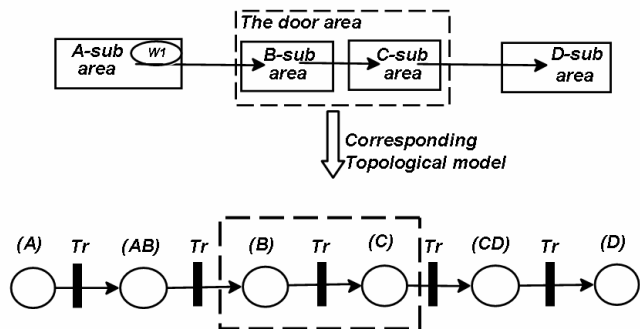 The door area
A-sub area
W1
B-sub area
C-sub area
D-sub area
Corresponding
Topological model
(A) Tr (AB) Tr (B) Tr (C) Tr (CD) Tr (D)